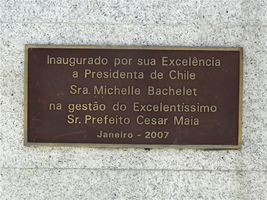 Inaugurado por sua Excelência
a Presidenta de Chile
Sra. Michelle Bachelet
na gestão do Excelentíssimo
Sr. Prefeito Cesar Maia
Janeiro - 2007